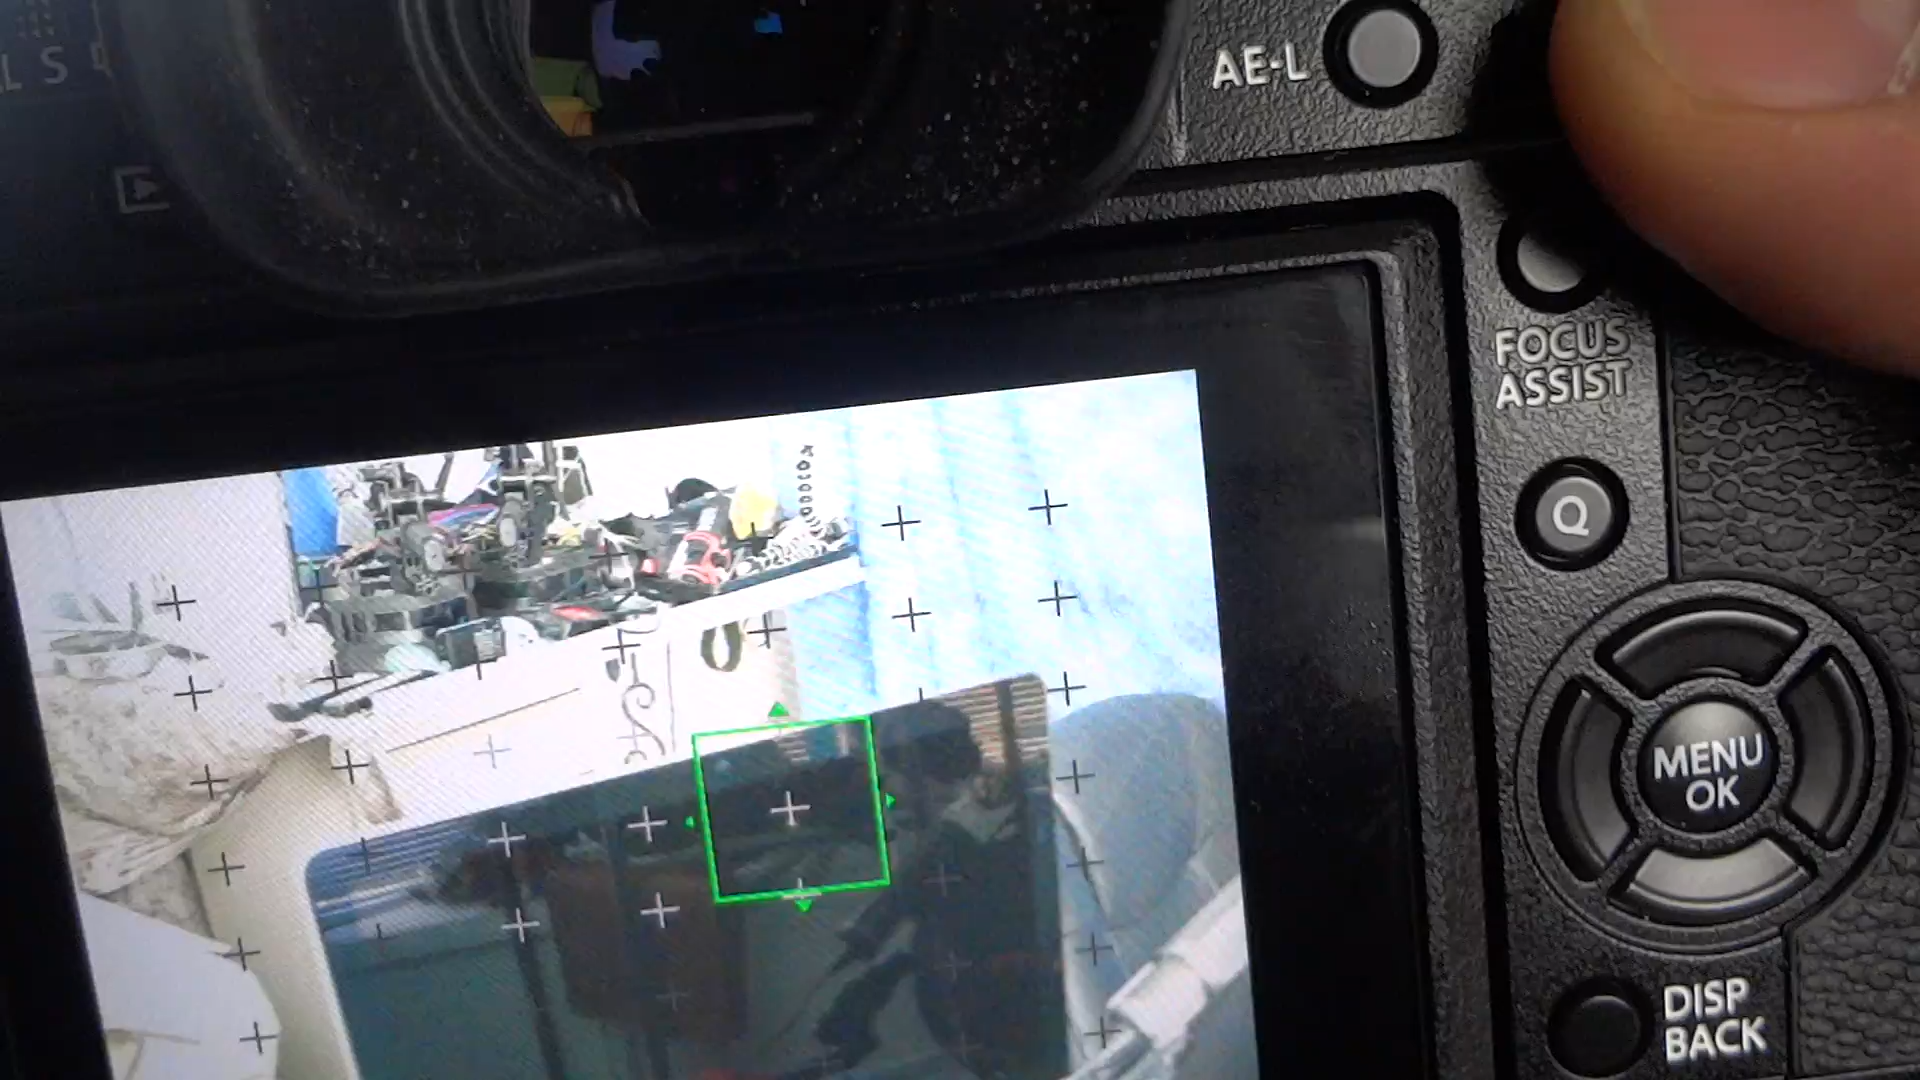 L S
AE-L
FOCUS
ASSIST
Q
MENU
OK
DISP
BACK